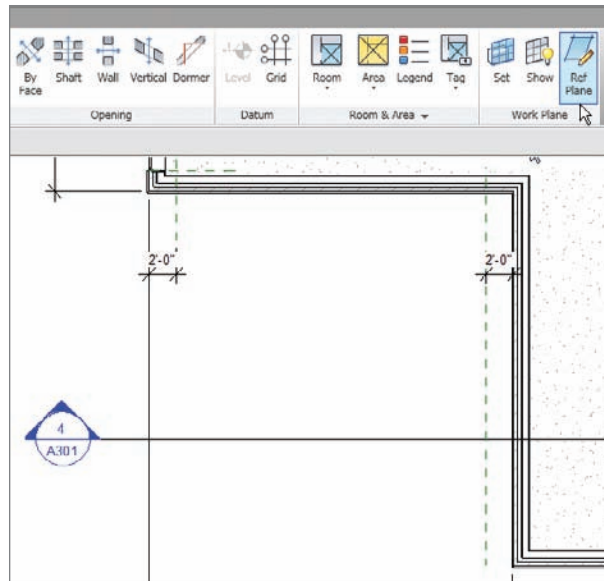 By Face Shaft Wall Vertical Dormer
Level Grid
Room Area Legend Tag
Set Show Ref Plane
Opening Datum Room & Area Work Plane
2'-0" 2'-0"
4
A301